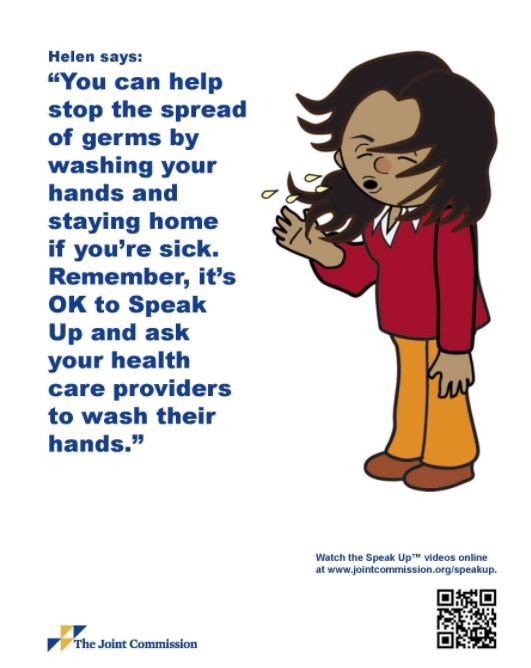 Helen says:
“You can help
stop the spread
of germs by
washing your
hands and
staying home
if you’re sick.
Remember, it’s
OK to Speak
Up and ask
your health
care providers
to wash their
hands.”
Watch the Speak Up™ videos online
at www.jointcommission.org/speakup.
The Joint Commission